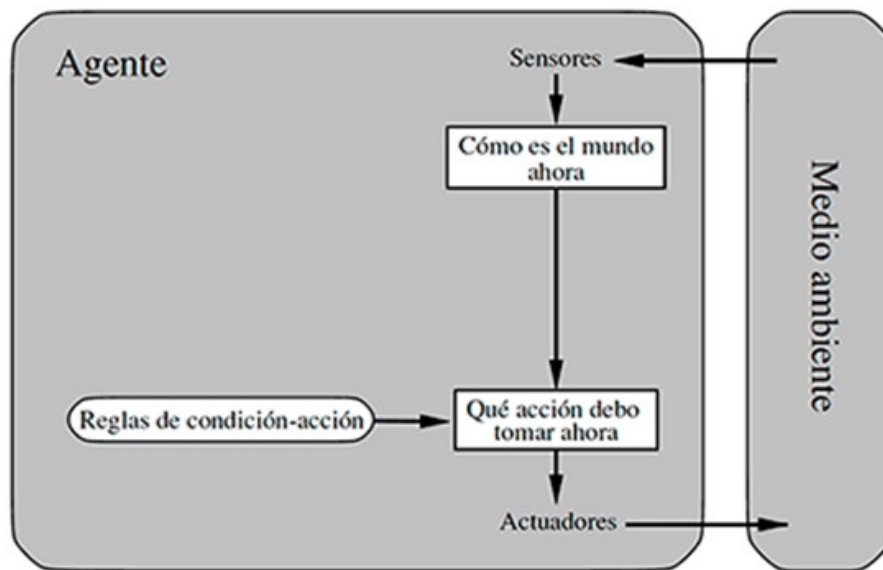 Agente
Sensores
Cómo es el mundo
ahora
Medio ambiente
Reglas de condición-acción
Qué acción debo
tomar ahora
Actuadores